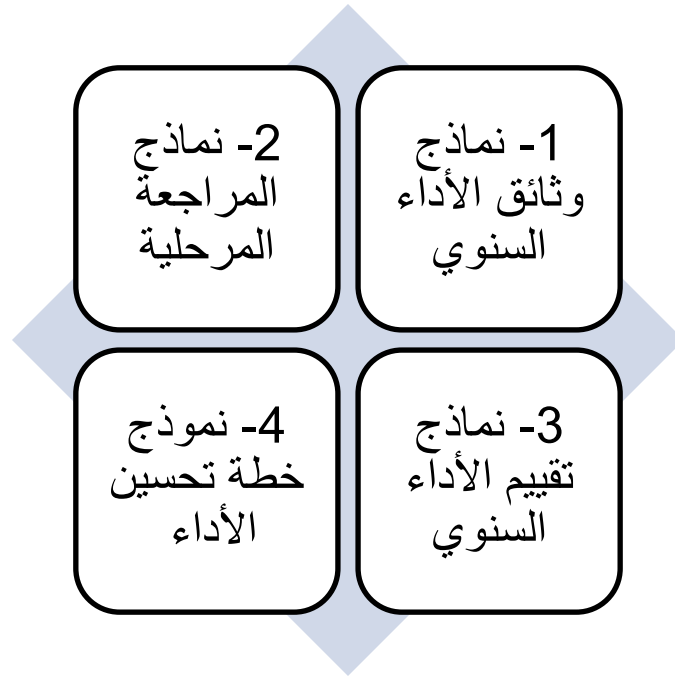 1- نماذج
وثائق الأداء
السنوي
2- نماذج
المراجعة
المرحلية
3- نماذج
تقييم الأداء
السنوي
4- نموذج
خطة تحسين
الأداء